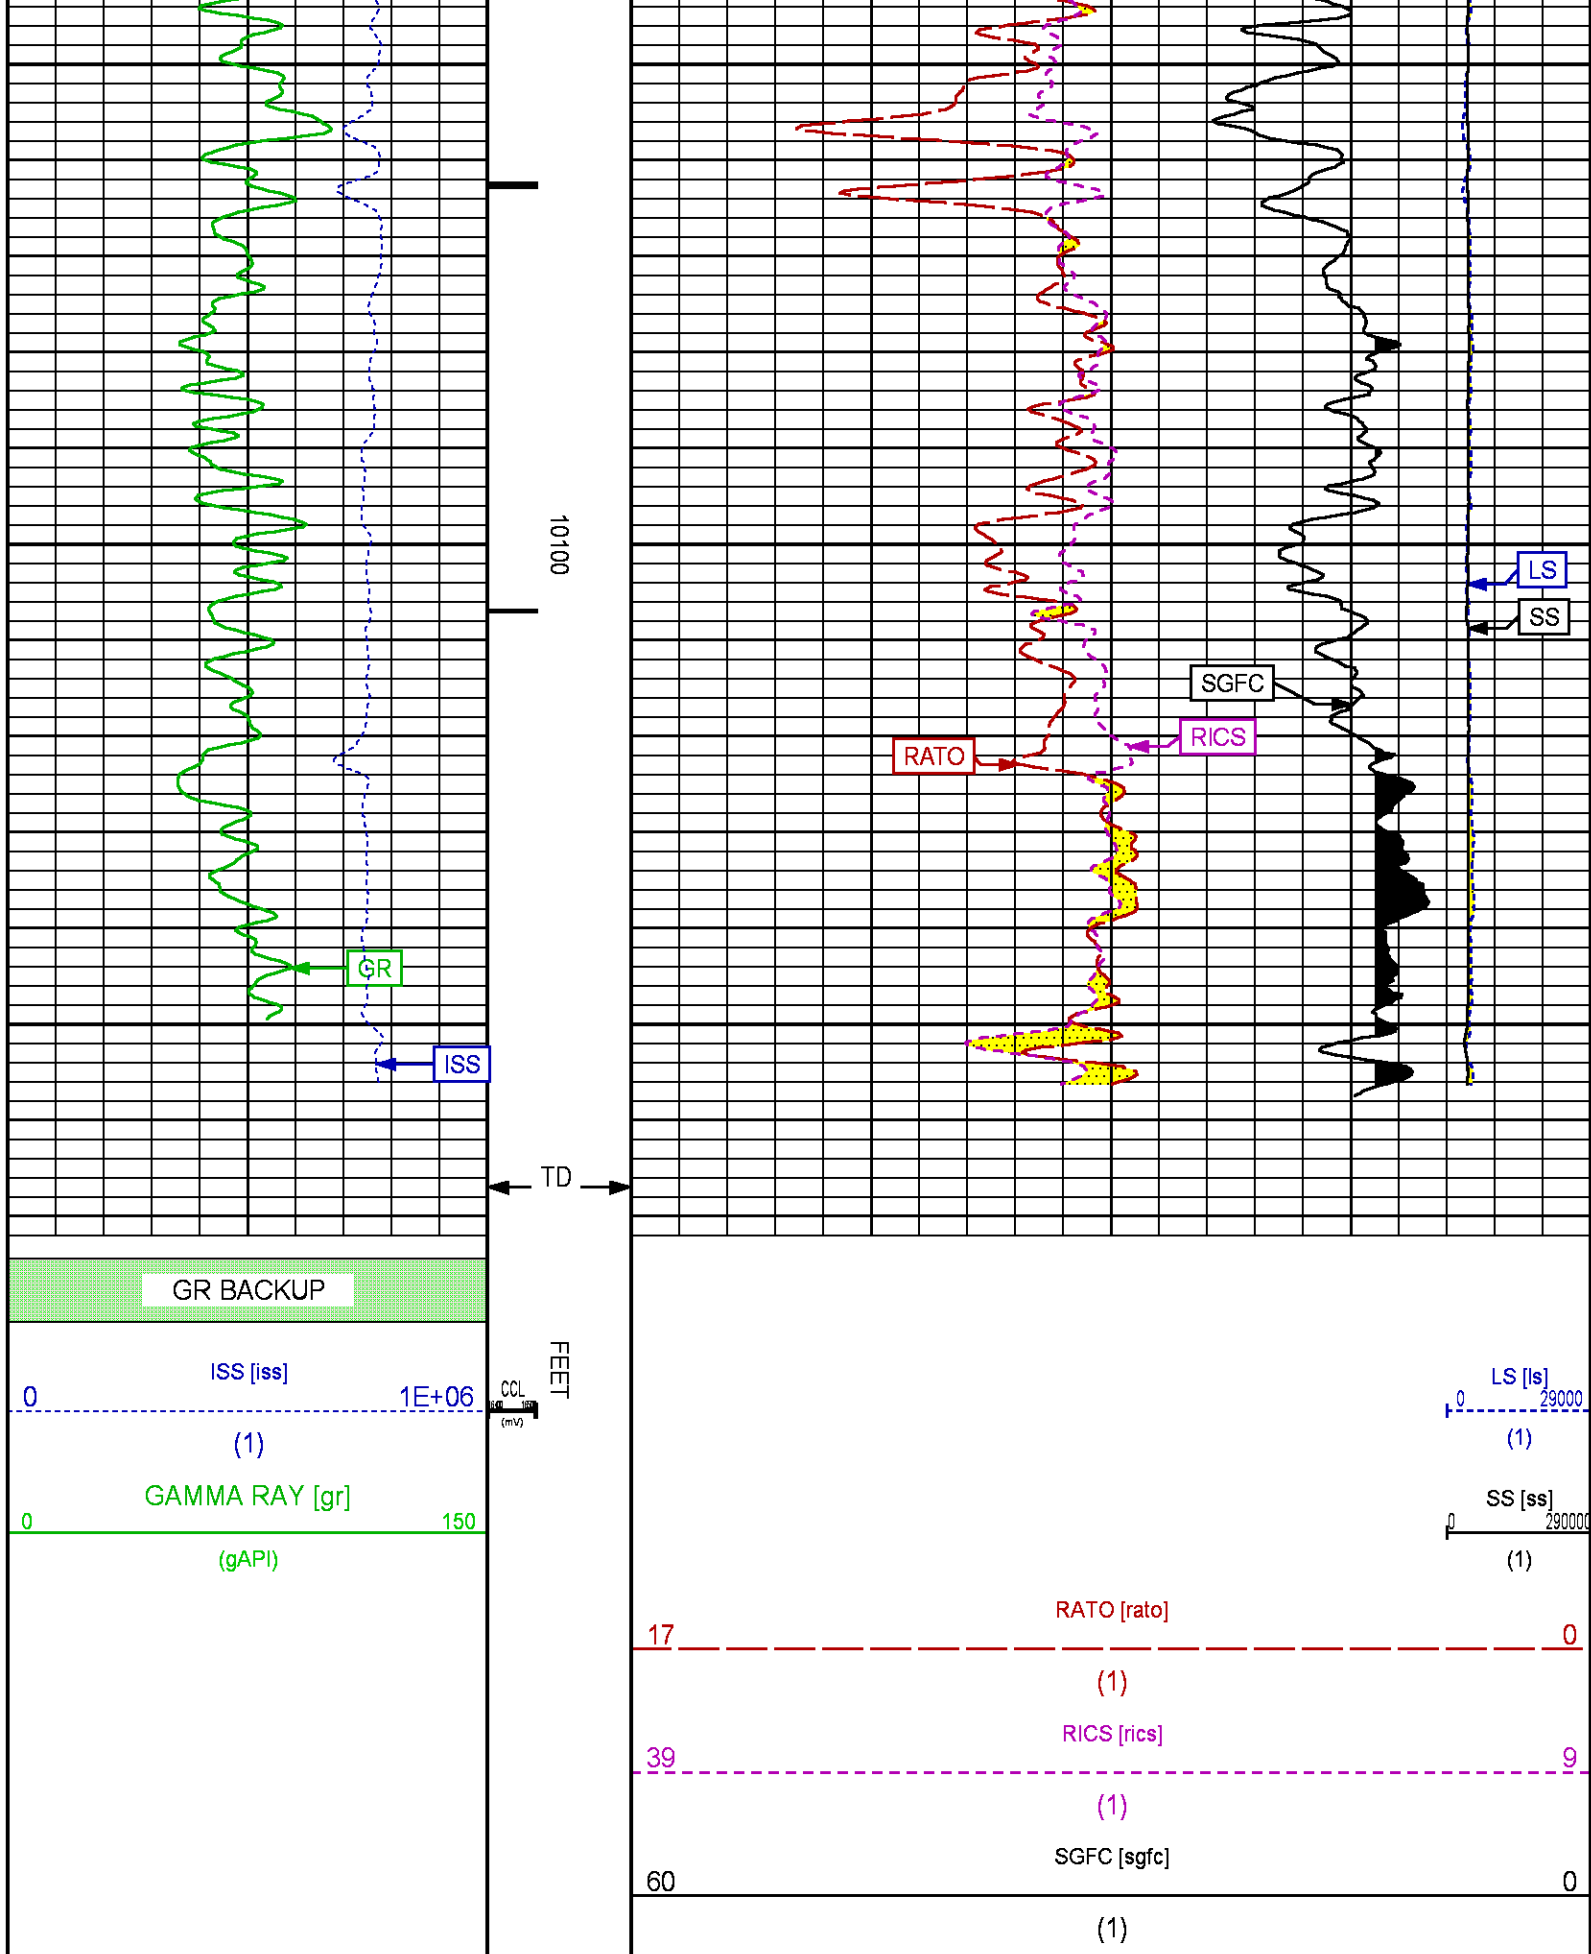 10100
LS
SS
SGFC
RICS
RATO
GR
ISS
TD
GR BACKUP
FEET
ISS [iss]
0 1E+06
(1)
CCL
(mV)
GAMMA RAY [gr]
0 150
(gAPI)
LS [ls]
0 29000
(1)
SS [ss]
0 290000
(1)
RATO [rato]
17 0
(1)
RICS [rics]
39 9
(1)
SGFC [sgfc]
60 0
(1)